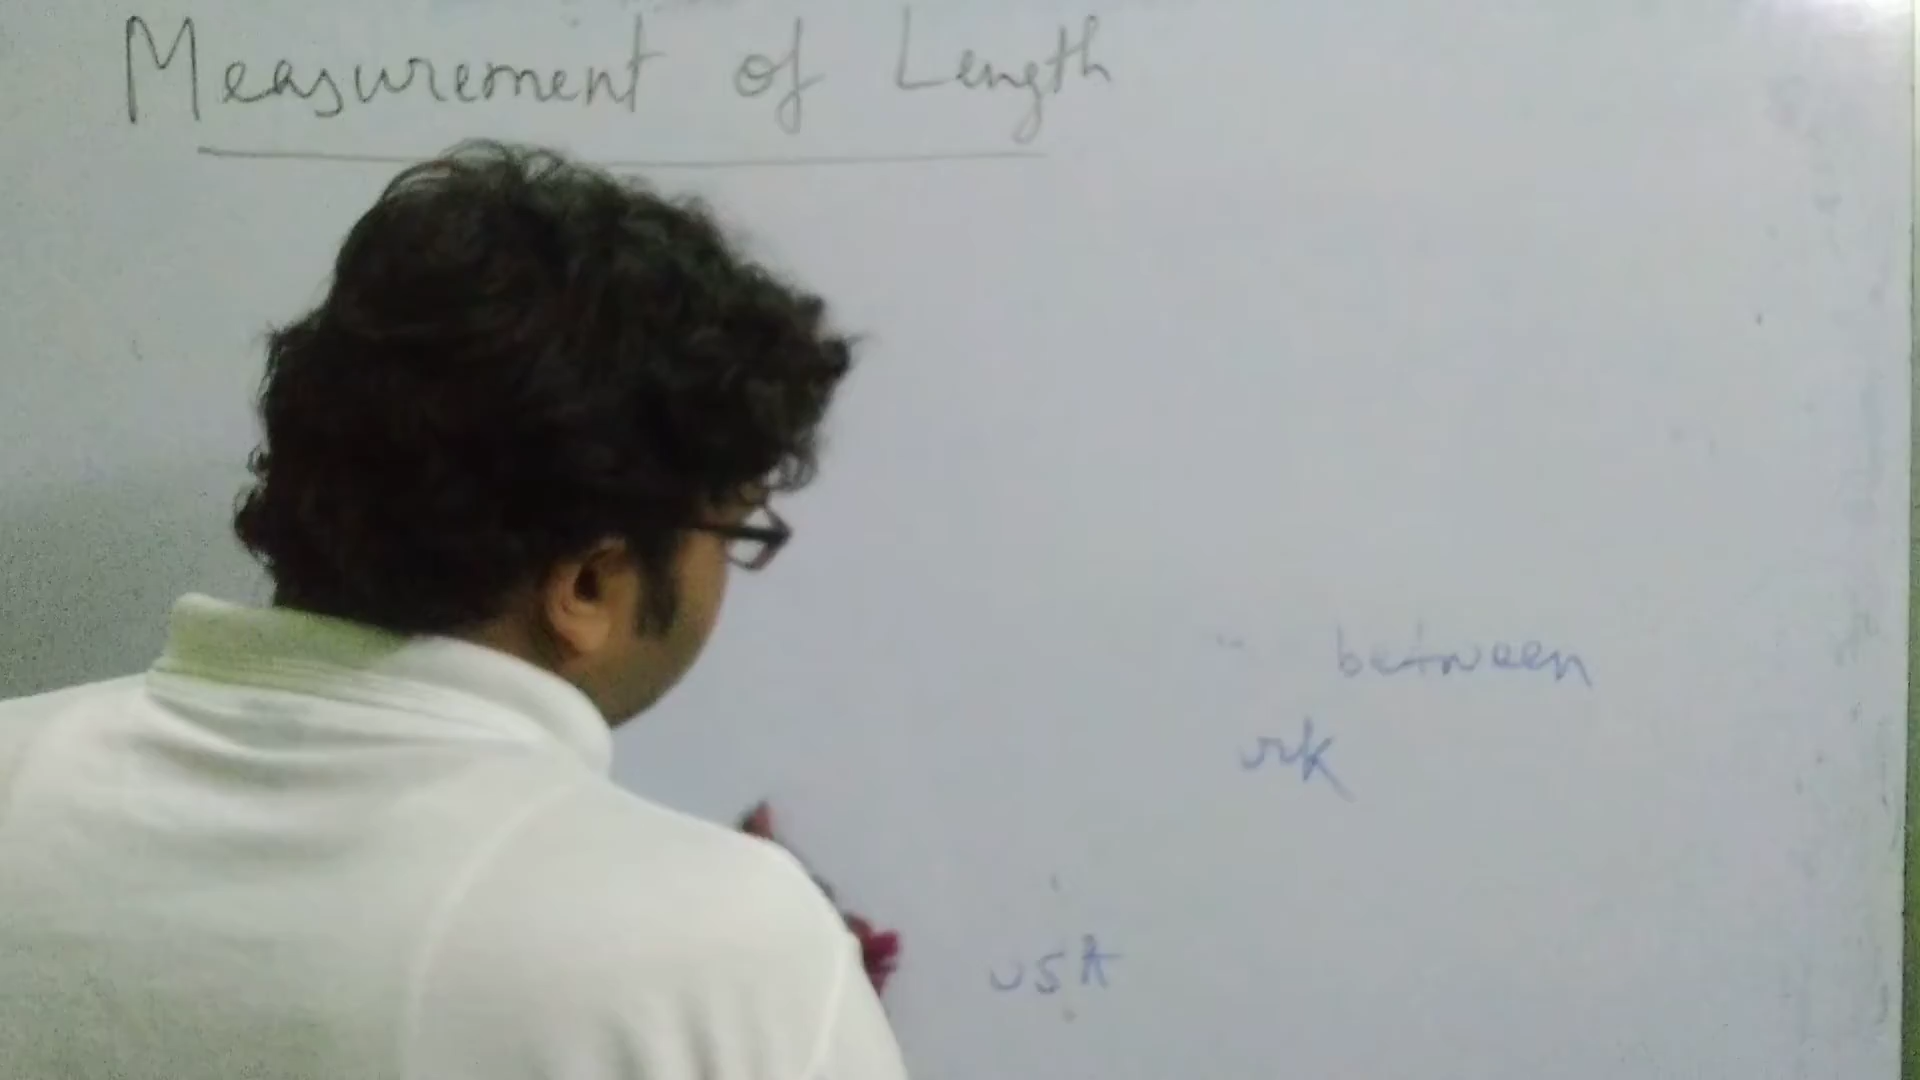 Measurement of Length
between
rk
USA